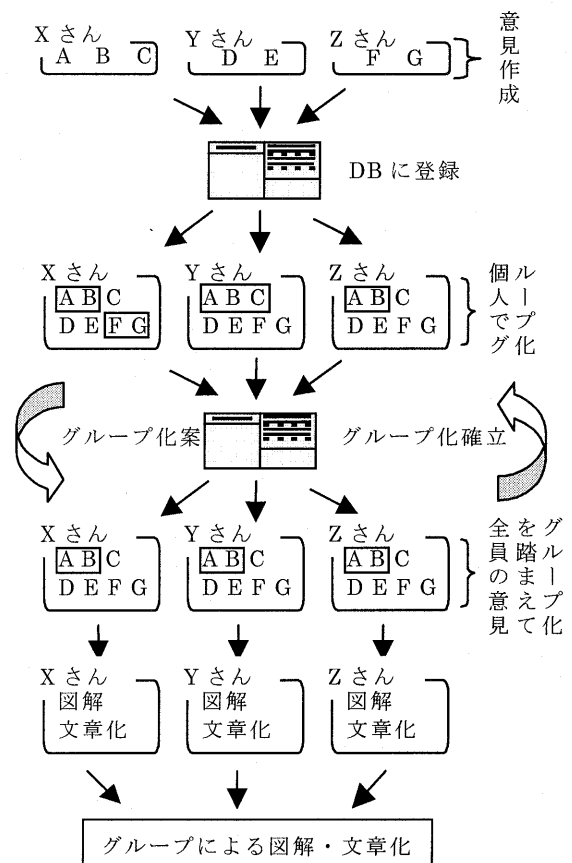 Xさん
A B C
Yさん
D E
Zさん
F G
意見作成
DBに登録
Xさん
A B C
D E F G
Yさん
A B C
D E F G
Zさん
A B C
D E F G
個人でグ
ループ化
グループ化案
グループ化確立
Xさん
A B C
D E F G
Yさん
A B C
D E F G
Zさん
A B C
D E F G
全員の意見
を踏まえて
グループ化
Xさん
図解
文章化
Yさん
図解
文章化
Zさん
図解
文章化
グループによる図解・文章化